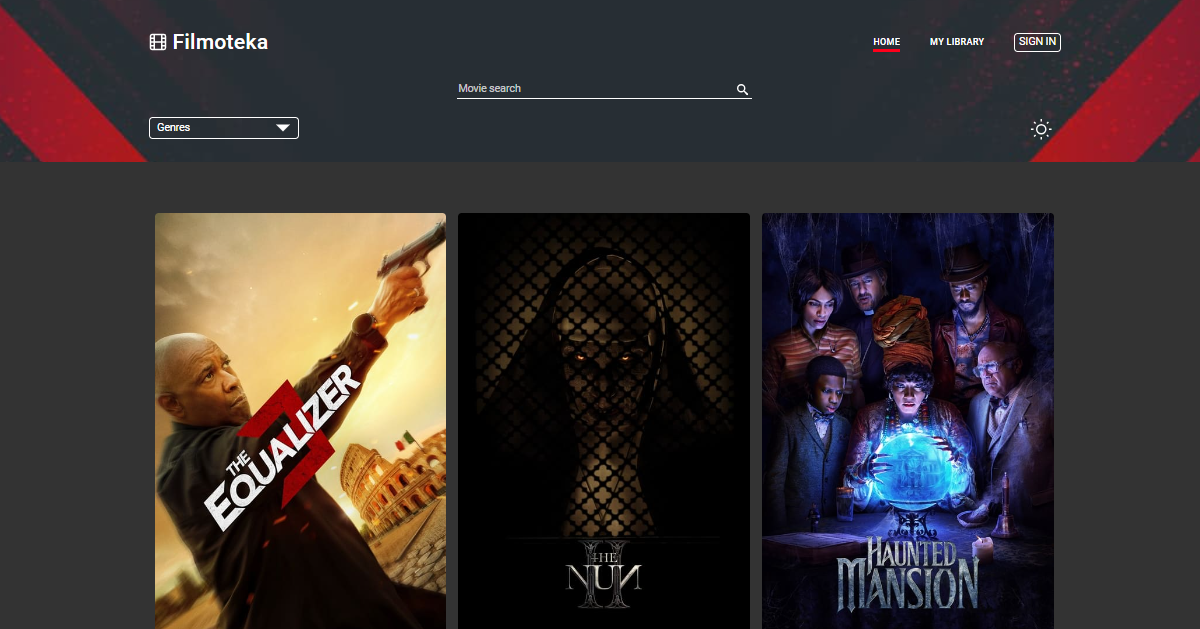 Filmoteka
HOME
MY LIBRARY
SIGN IN
Movie search
Genres
THE
EQUALIZER
3
II
THE
NUN
HAUNTED
MANSION